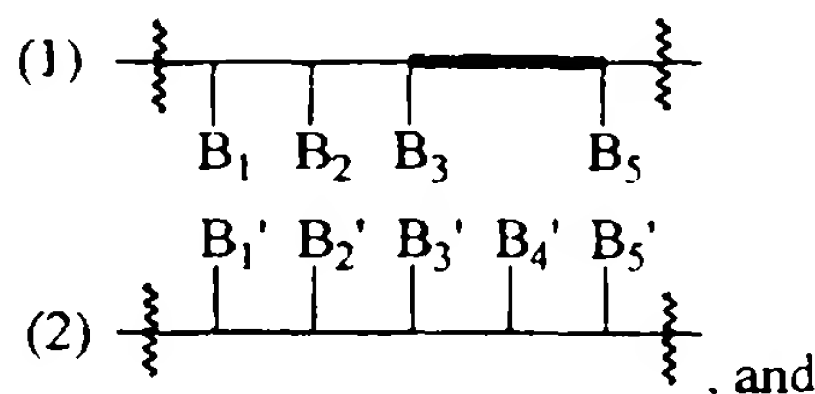 (1)
B₁ B₂ B₃ B₅
B₁' B₂' B₃' B₄' B₅'
(2)
, and